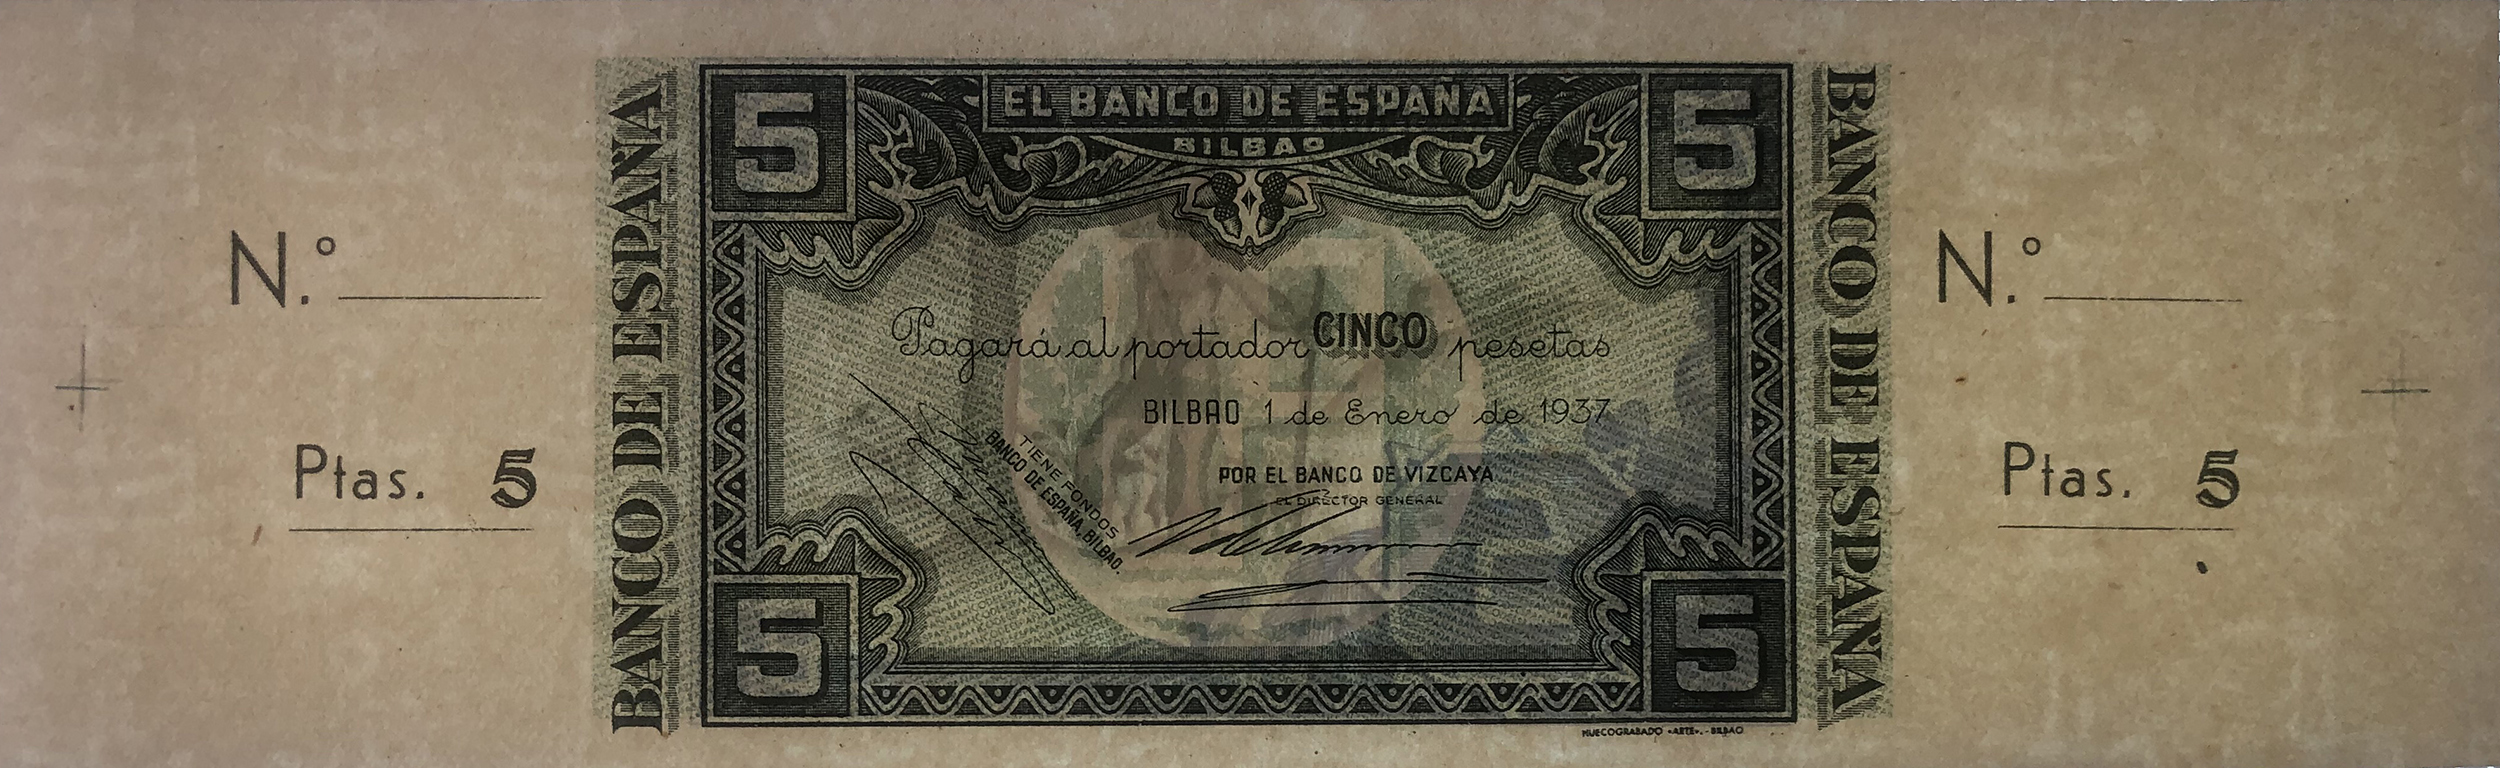 N.º
Ptas. 5
BANCO DE ESPAÑA
5
EL BANCO DE ESPAÑA
5
BILBAO
Pagará al portador CINCO pesetas
BILBAO 1 de Enero de 1937
TIENE FONDOS
BANCO DE ESPAÑA, BILBAO.
POR EL BANCO DE VIZCAYA
EL DIRECTOR GENERAL
5
5
HUECOGRABADO «ARTE».-BILBAO
BANCO DE ESPAÑA
N.º
Ptas. 5